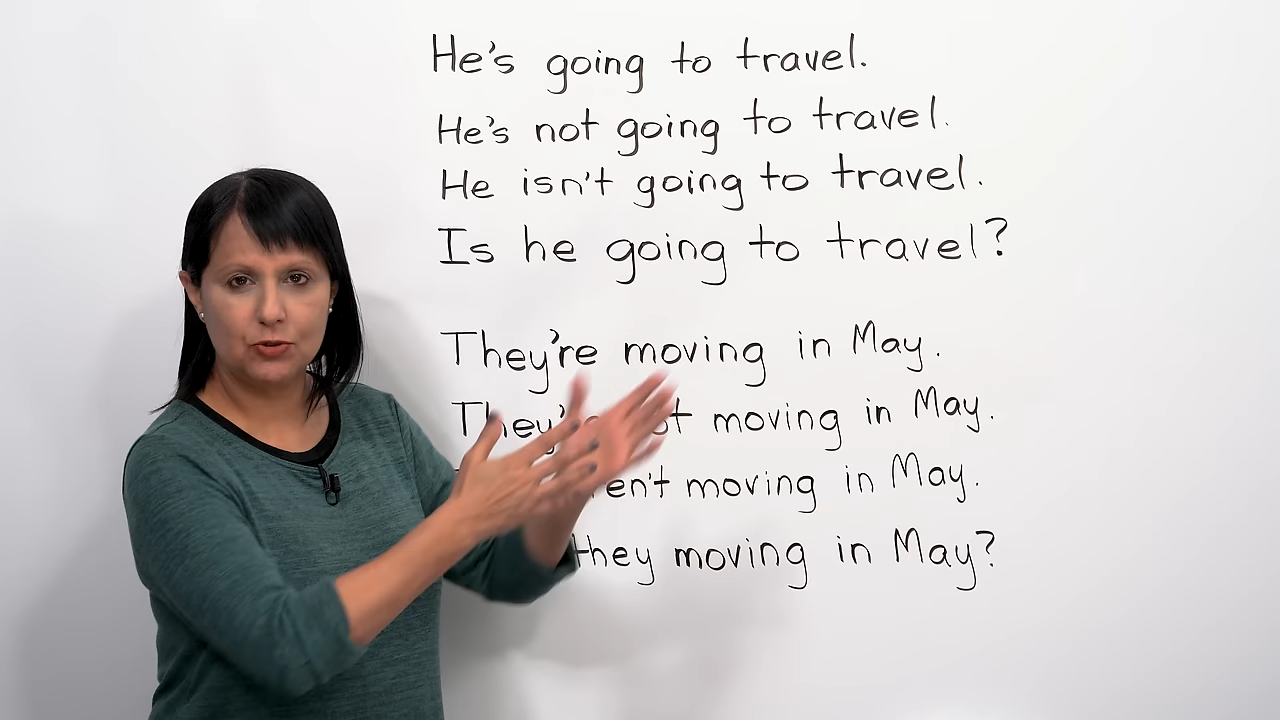 He's going to travel.
He's not going to travel.
He isn't going to travel.
Is he going to travel?
They're moving in May.
moving in May.
moving in May.
they moving in May?